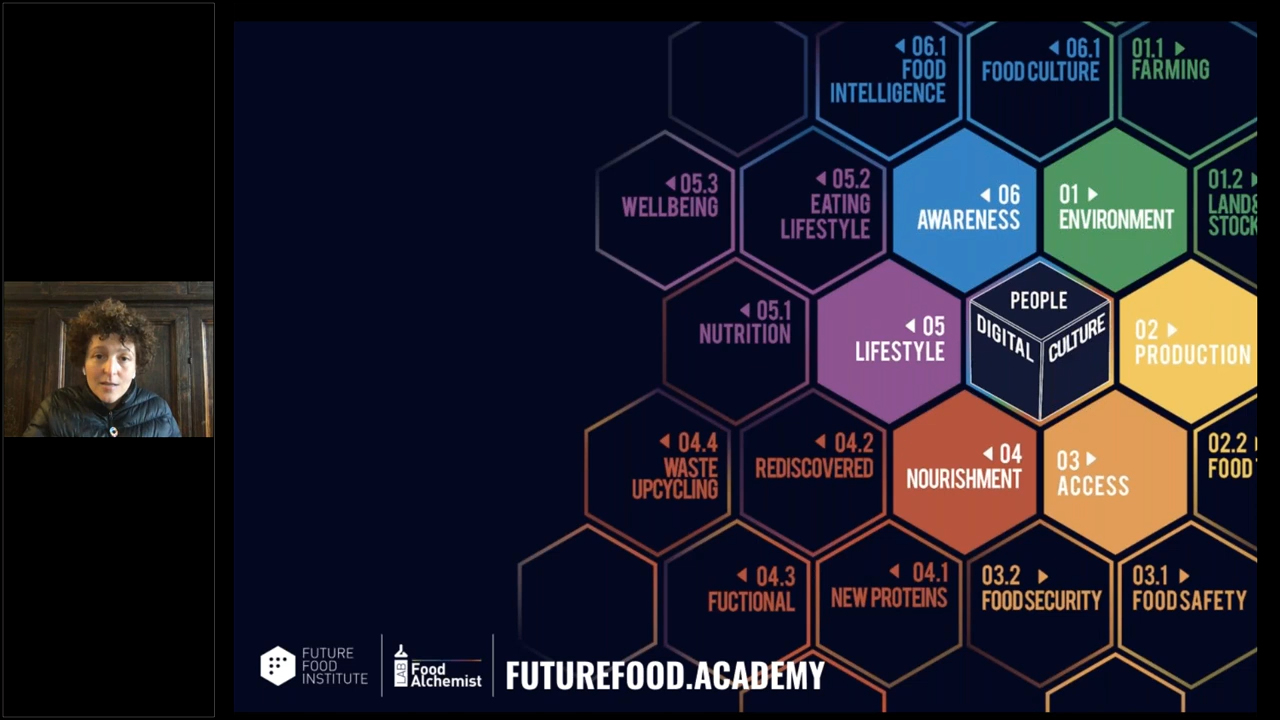 ◀ 06.1
FOOD
INTELLIGENCE
◀ 06.1
FOOD CULTURE
01.1 ▶
FARMING
◀ 05.3
WELLBEING
◀ 05.2
EATING
LIFESTYLE
◀ 06
AWARENESS
01 ▶
ENVIRONMENT
01.2
LAND&
STOCK
◀ 05.1
NUTRITION
◀ 05
LIFESTYLE
PEOPLE
DIGITAL
CULTURE
02 ▶
PRODUCTION
◀ 04.4
WASTE
UPCYCLING
◀ 04.2
REDISCOVERED
◀ 04
NOURISHMENT
03 ▶
ACCESS
02.2
FOOD
◀ 04.3
FUCTIONAL
◀ 04.1
NEW PROTEINS
03.2 ▶
FOOD SECURITY
03.1 ▶
FOOD SAFETY
FUTURE
FOOD
INSTITUTE
LAB
Food
Alchemist
FUTUREFOOD.ACADEMY